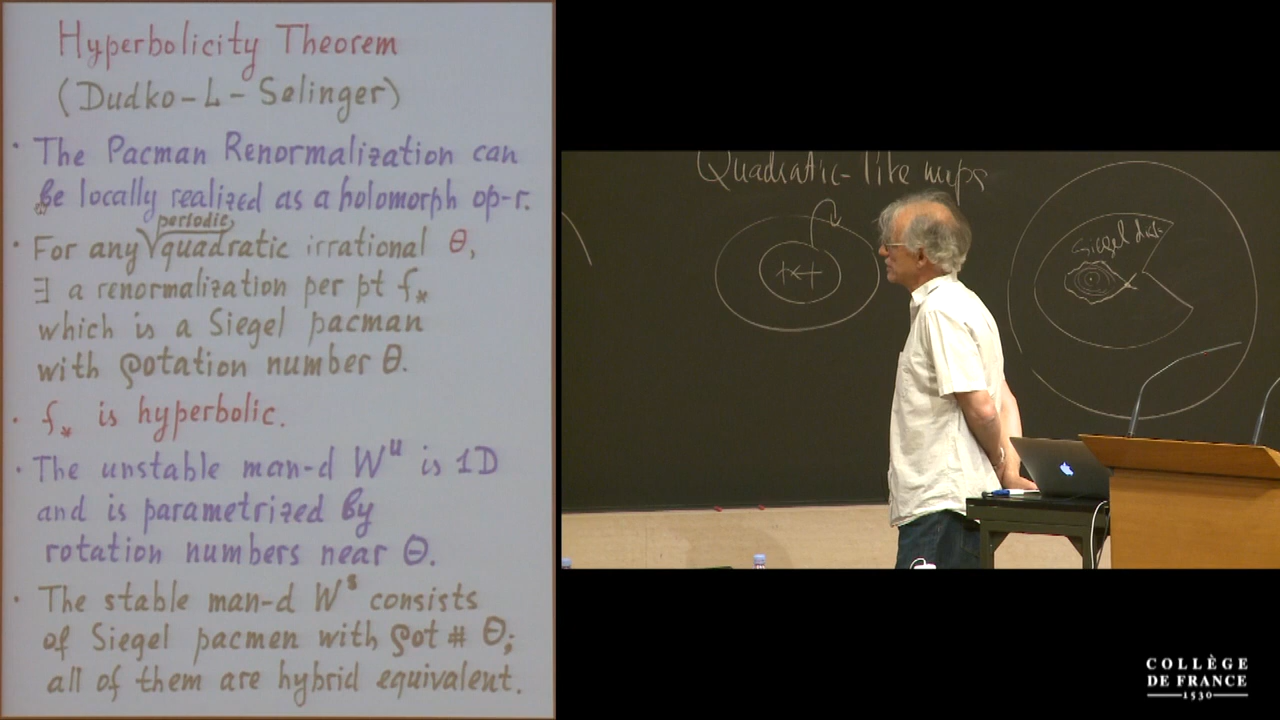 Hyperbolicity Theorem
(Dudko-L-Selinger)
• The Pacman Renormalization can
be locally realized as a holomorph op-r.
periodic
• For any √quadratic irrational θ,
∃ a renormalization per pt f*
which is a Siegel pacman
with rotation number θ.
• f* is hyperbolic.
• The unstable man-d Wᵘ is 1D
and is parametrized by
rotation numbers near θ.
• The stable man-d Wˢ consists
of Siegel pacmen with rot # θ;
all of them are hybrid equivalent.
Quadratic-like maps
Siegel disk
COLLÈGE
DE FRANCE
1530